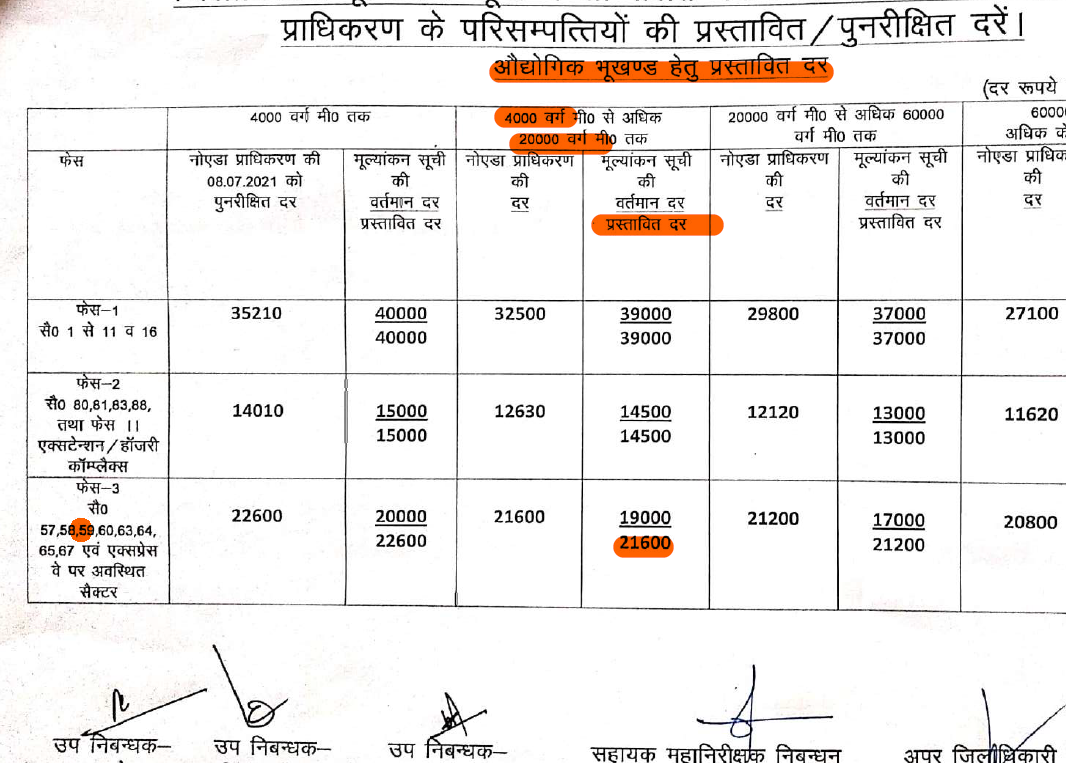 प्राधिकरण के परिसम्पत्तियों की प्रस्तावित/पुनरीक्षित दरें।
औद्योगिक भूखण्ड हेतु प्रस्तावित दर
(दर रूपये
4000 वर्ग मी0 तक
4000 वर्ग मी0 से अधिक
20000 वर्ग मी0 तक
20000 वर्ग मी0 से अधिक 60000
वर्ग मी0 तक
अधिक
फेस
नोएडा प्राधिकरण की
08.07.2021 को
पुनरीक्षित दर
मूल्यांकन सूची
की
वर्तमान दर
प्रस्तावित दर
नोएडा प्राधिकरण
की
दर
मूल्यांकन सूची
की
वर्तमान दर
प्रस्तावित दर
नोएडा प्राधिकरण
की
दर
मूल्यांकन सूची
की
वर्तमान दर
प्रस्तावित दर
नोएडा
की
दर
फेस–1
सै0 1 से 11 व 16
35210
40000
40000
32500
39000
39000
29800
37000
37000
27100
फेस–2
सै0 80,81,83,88,
तथा फेस ।।
एक्सटेन्शन/हॉजरी
कॉम्प्लैक्स
14010
15000
15000
12630
14500
14500
12120
13000
13000
11620
फेस–3
सै0
57,58,59,60,63,64,
65,67 एवं एक्सप्रेस
वे पर अवस्थित
सैक्टर
22600
20000
22600
21600
19000
21600
21200
17000
21200
20800
उप निबन्धक–
उप निबन्धक–
उप निबन्धक–
सहायक महानिरीक्षक निबन्धन
अपर जिलाधिकारी